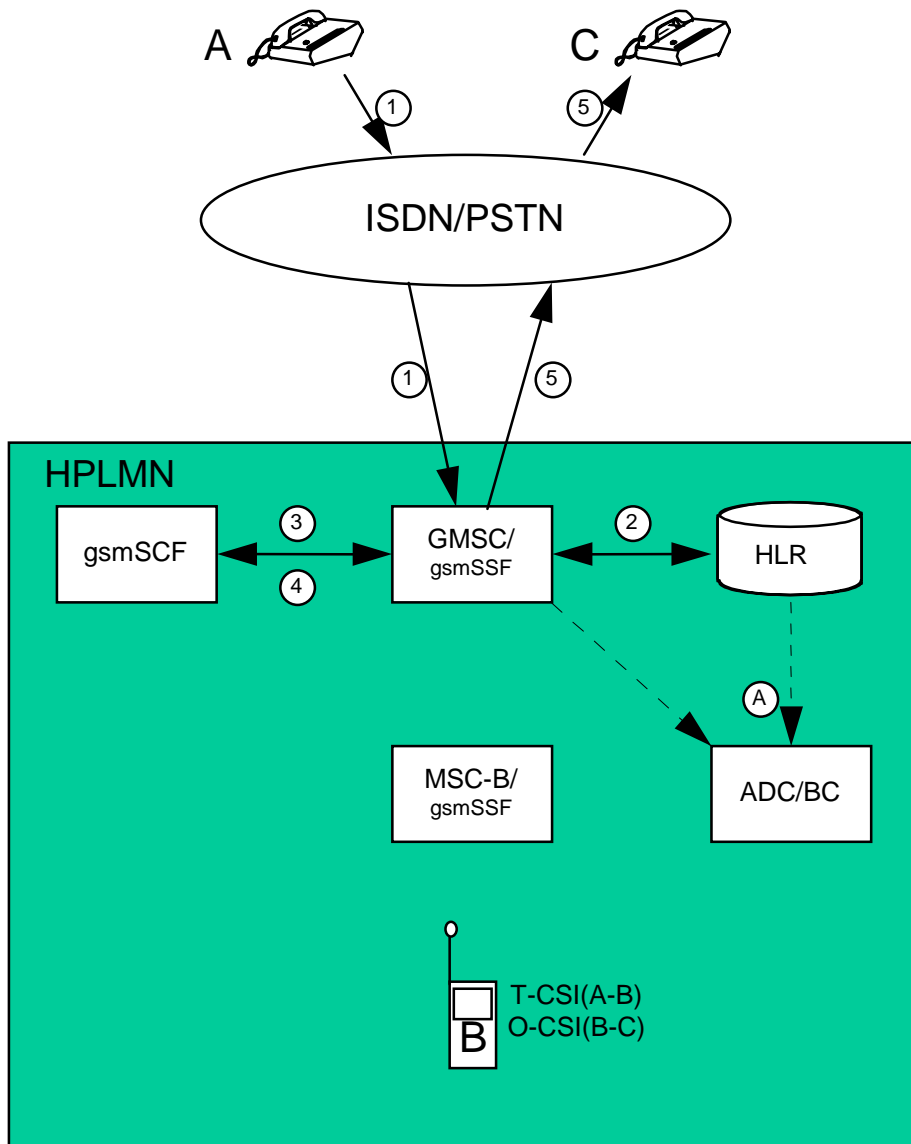 A
C
1
5
ISDN/PSTN
1
5
HPLMN
gsmSCF
3
4
GMSC/
gsmSSF
2
HLR
A
MSC-B/
gsmSSF
ADC/BC
T-CSI(A-B)
O-CSI(B-C)
B